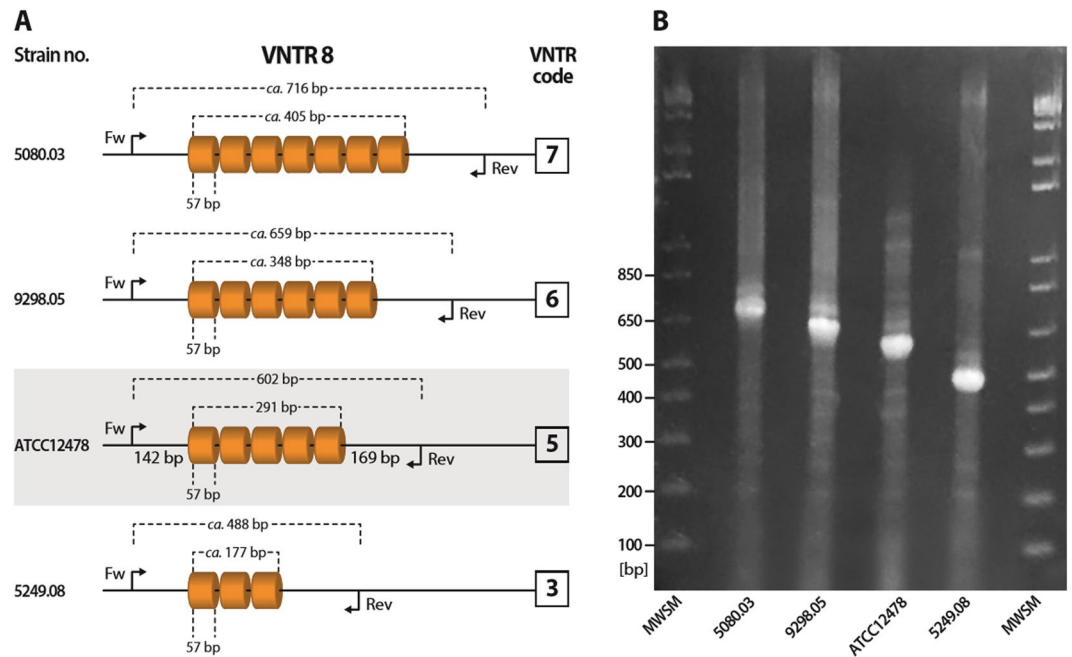 A
Strain no.
VNTR 8
VNTR
code
ca. 716 bp
ca. 405 bp
Fw
5080.03
Rev
7
57 bp
ca. 659 bp
ca. 348 bp
Fw
9298.05
Rev
6
57 bp
602 bp
291 bp
Fw
ATCC12478
142 bp
169 bp
Rev
5
57 bp
ca. 488 bp
ca. 177 bp
Fw
5249.08
Rev
3
57 bp
B
850
650
500
400
300
200
100
[bp]
MWSM
5080.03
9298.05
ATCC12478
5249.08
MWSM